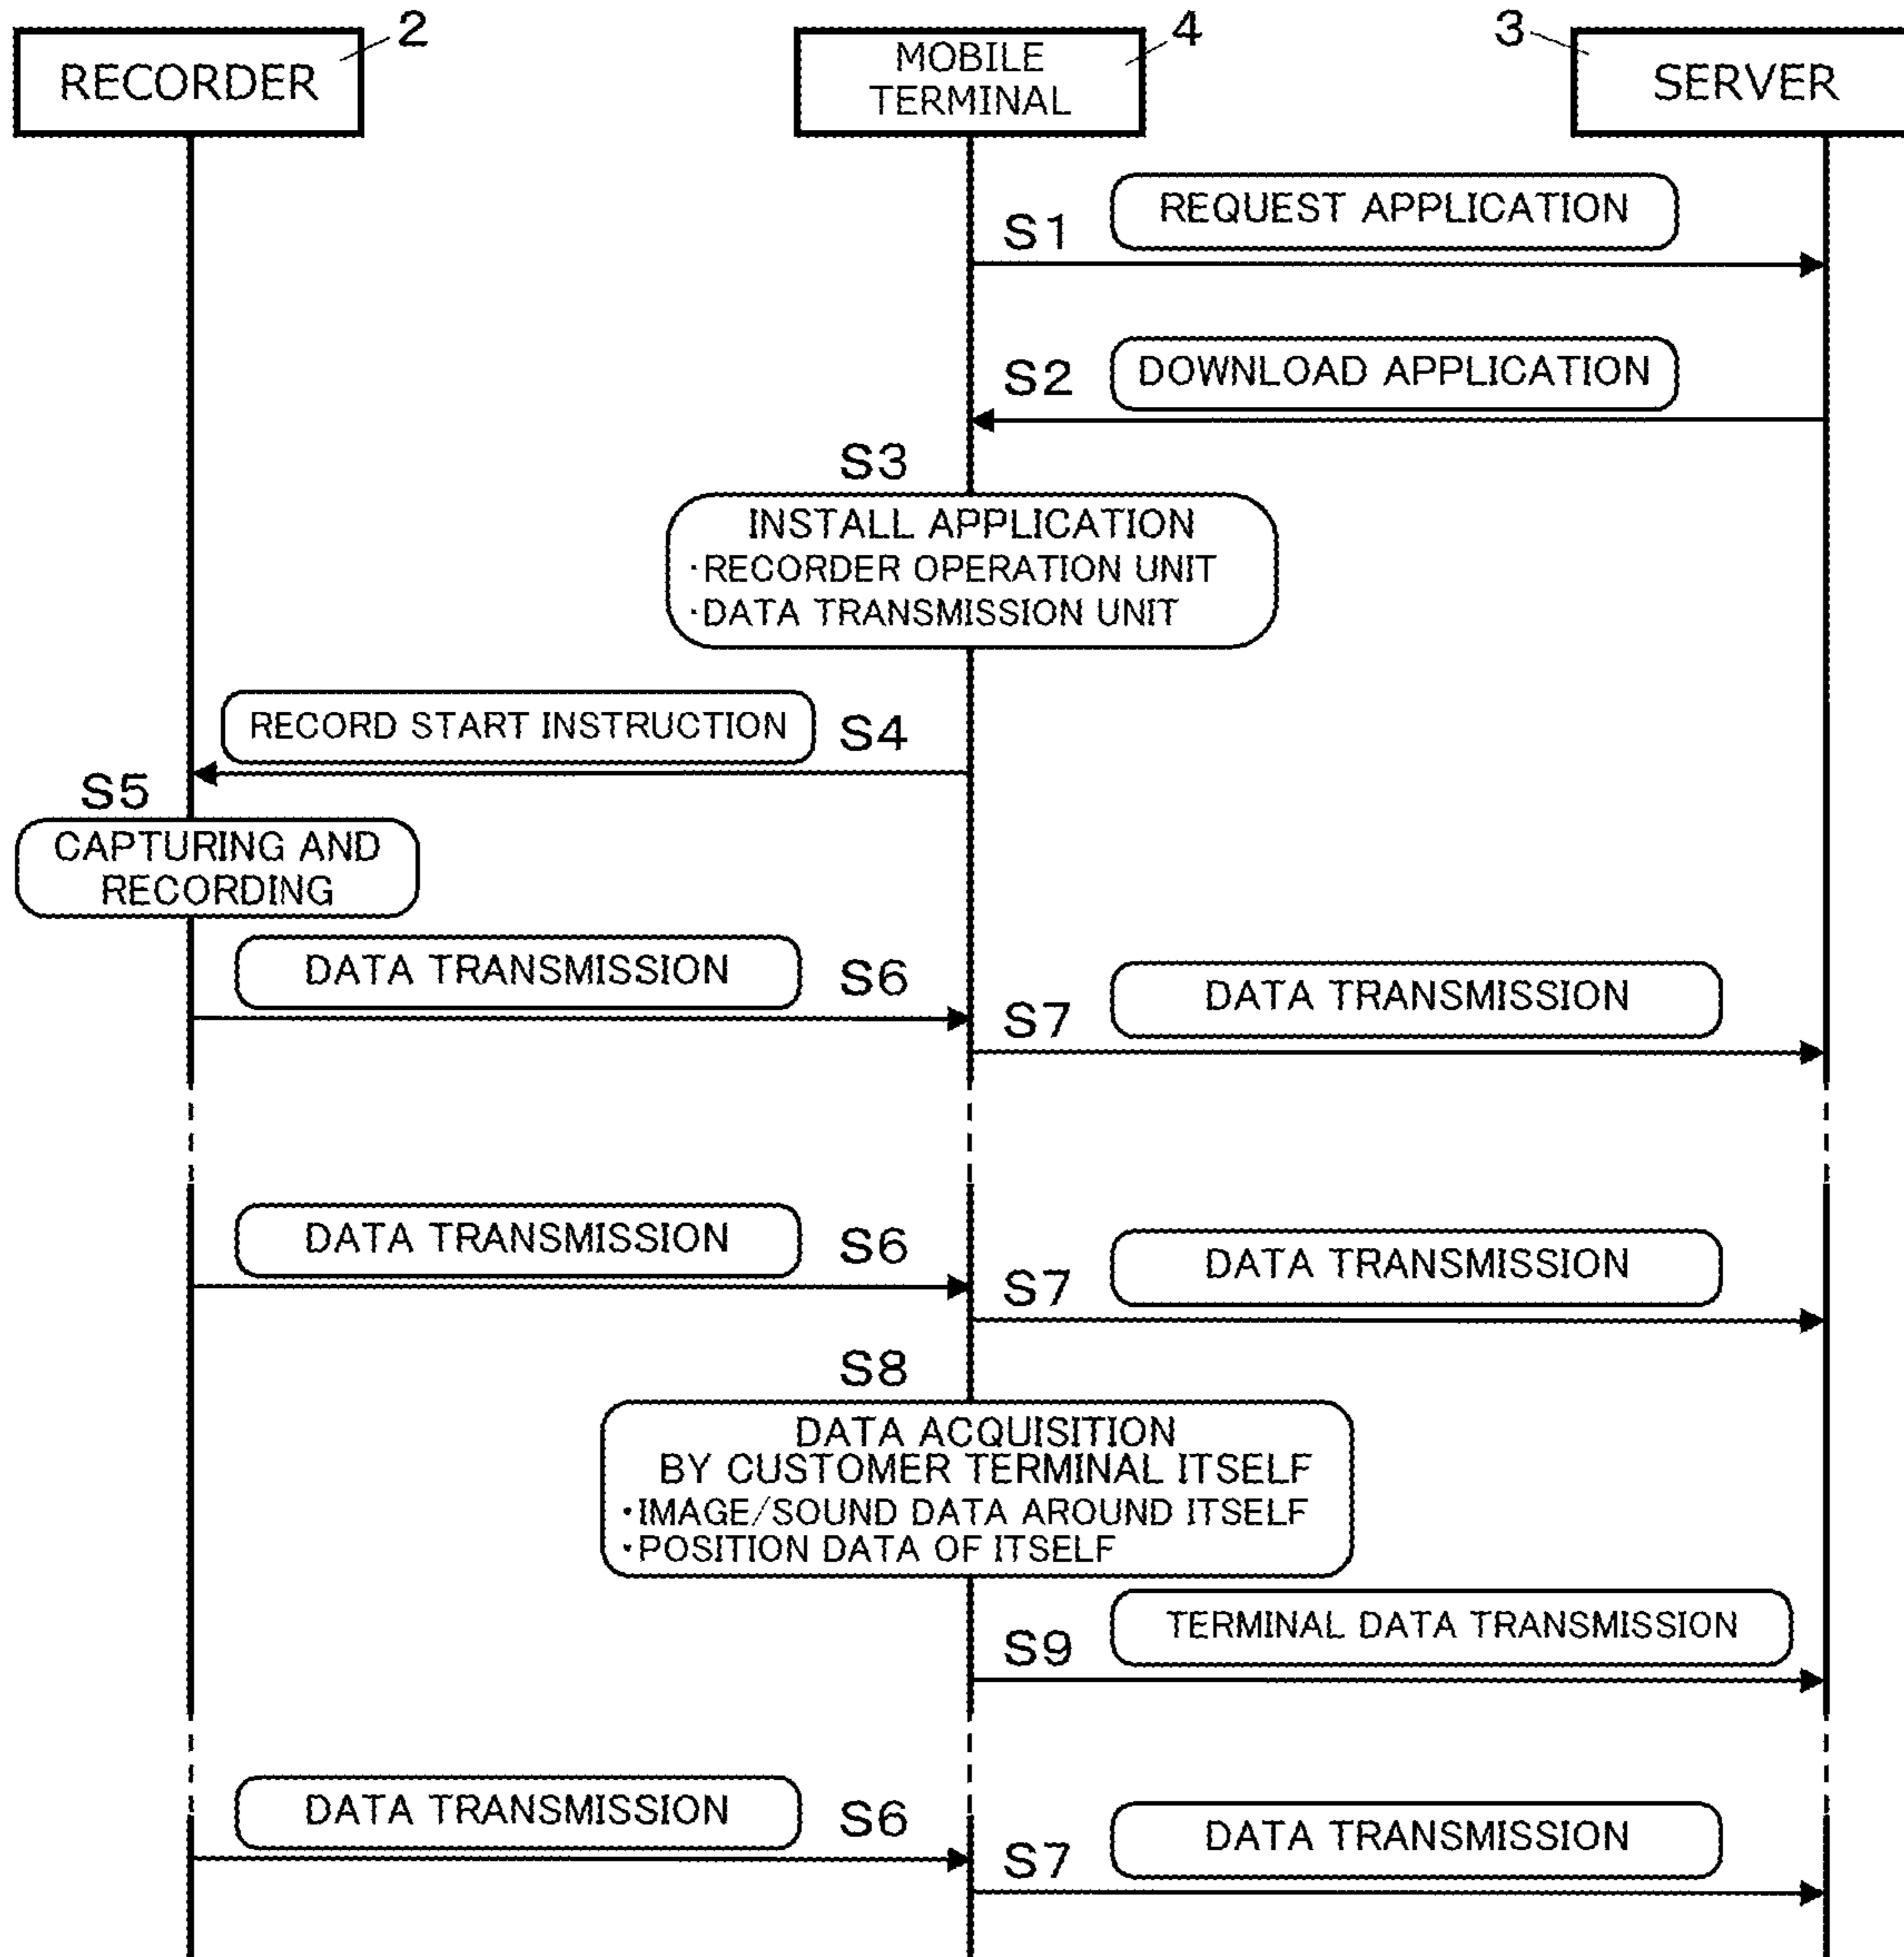 2
4
3
RECORDER
MOBILE
TERMINAL
SERVER
S1
REQUEST APPLICATION
S2
DOWNLOAD APPLICATION
S3
INSTALL APPLICATION
・RECORDER OPERATION UNIT
・DATA TRANSMISSION UNIT
RECORD START INSTRUCTION
S4
S5
CAPTURING AND
RECORDING
DATA TRANSMISSION
S6
S7
DATA TRANSMISSION
DATA TRANSMISSION
S6
S7
DATA TRANSMISSION
S8
DATA ACQUISITION
BY CUSTOMER TERMINAL ITSELF
・IMAGE/SOUND DATA AROUND ITSELF
・POSITION DATA OF ITSELF
S9
TERMINAL DATA TRANSMISSION
DATA TRANSMISSION
S6
S7
DATA TRANSMISSION